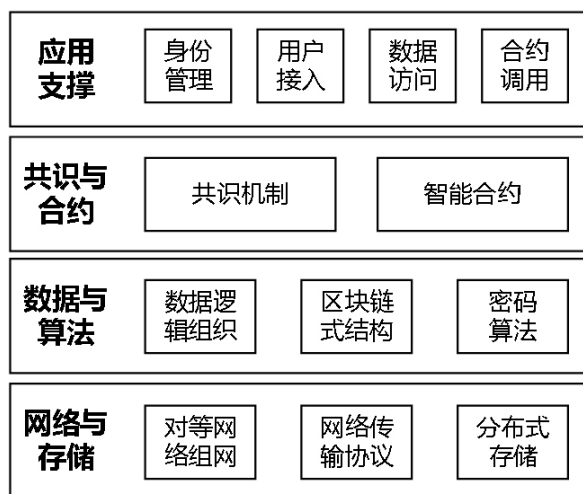 应用
支撑
身份
管理
用户
接入
数据
访问
合约
调用
共识与
合约
共识机制
智能合约
数据与
算法
数据逻
辑组织
区块链
式结构
密码
算法
网络与
存储
对等网
络组网
网络传
输协议
分布式
存储